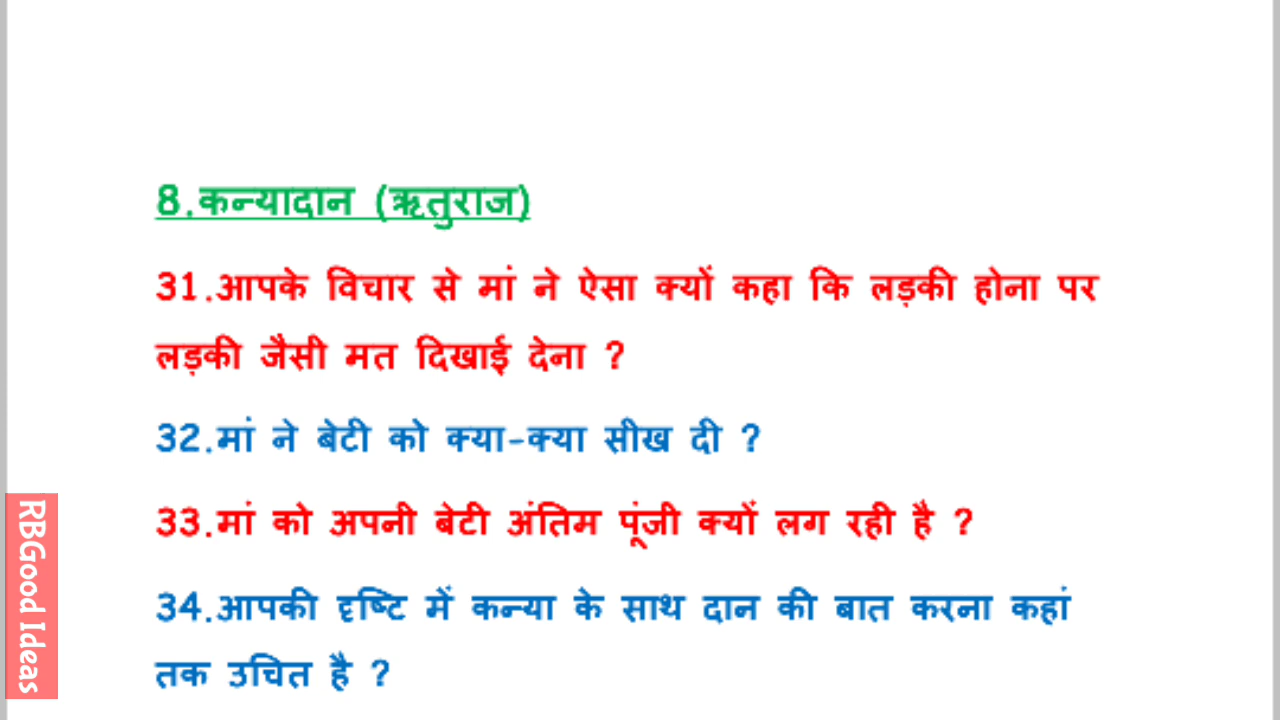 8.कन्यादान (ऋतुराज)
31.आपके विचार से मां ने ऐसा क्यों कहा कि लड़की होना पर
लड़की जैसी मत दिखाई देना ?
32.मां ने बेटी को क्या-क्या सीख दी ?
33.मां को अपनी बेटी अंतिम पूंजी क्यों लग रही है ?
34.आपकी दृष्टि में कन्या के साथ दान की बात करना कहां
तक उचित है ?
RBGood Ideas